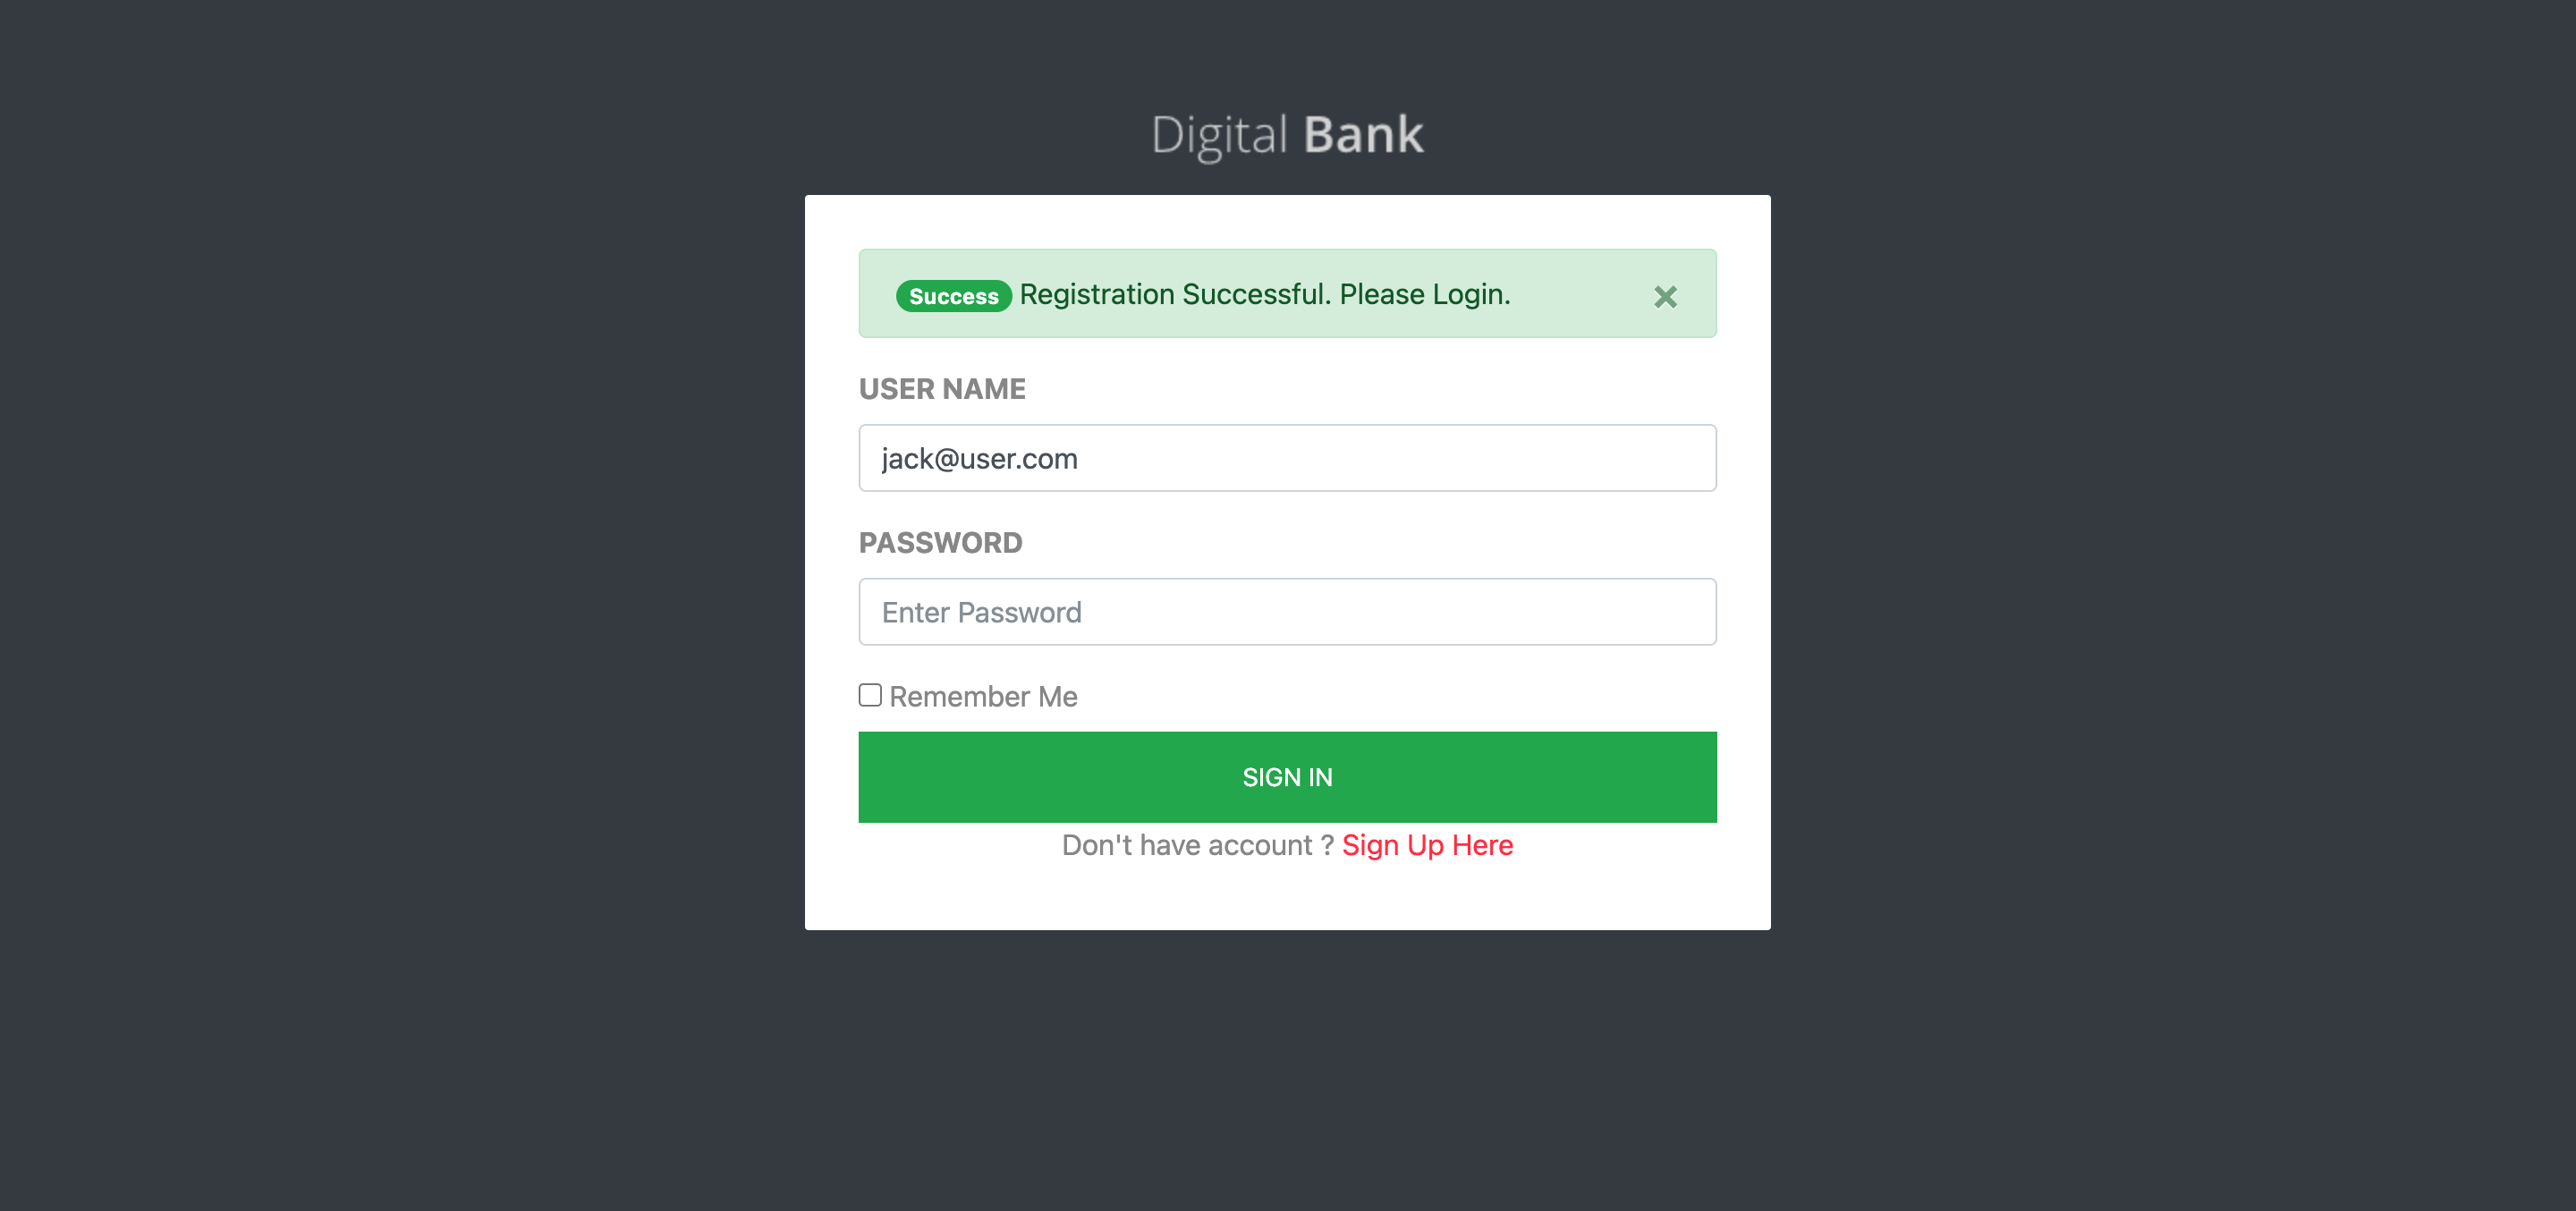 Digital Bank
Success Registration Successful. Please Login. ×
USER NAME
jack@user.com
PASSWORD
Enter Password
Remember Me
SIGN IN
Don't have account ? Sign Up Here